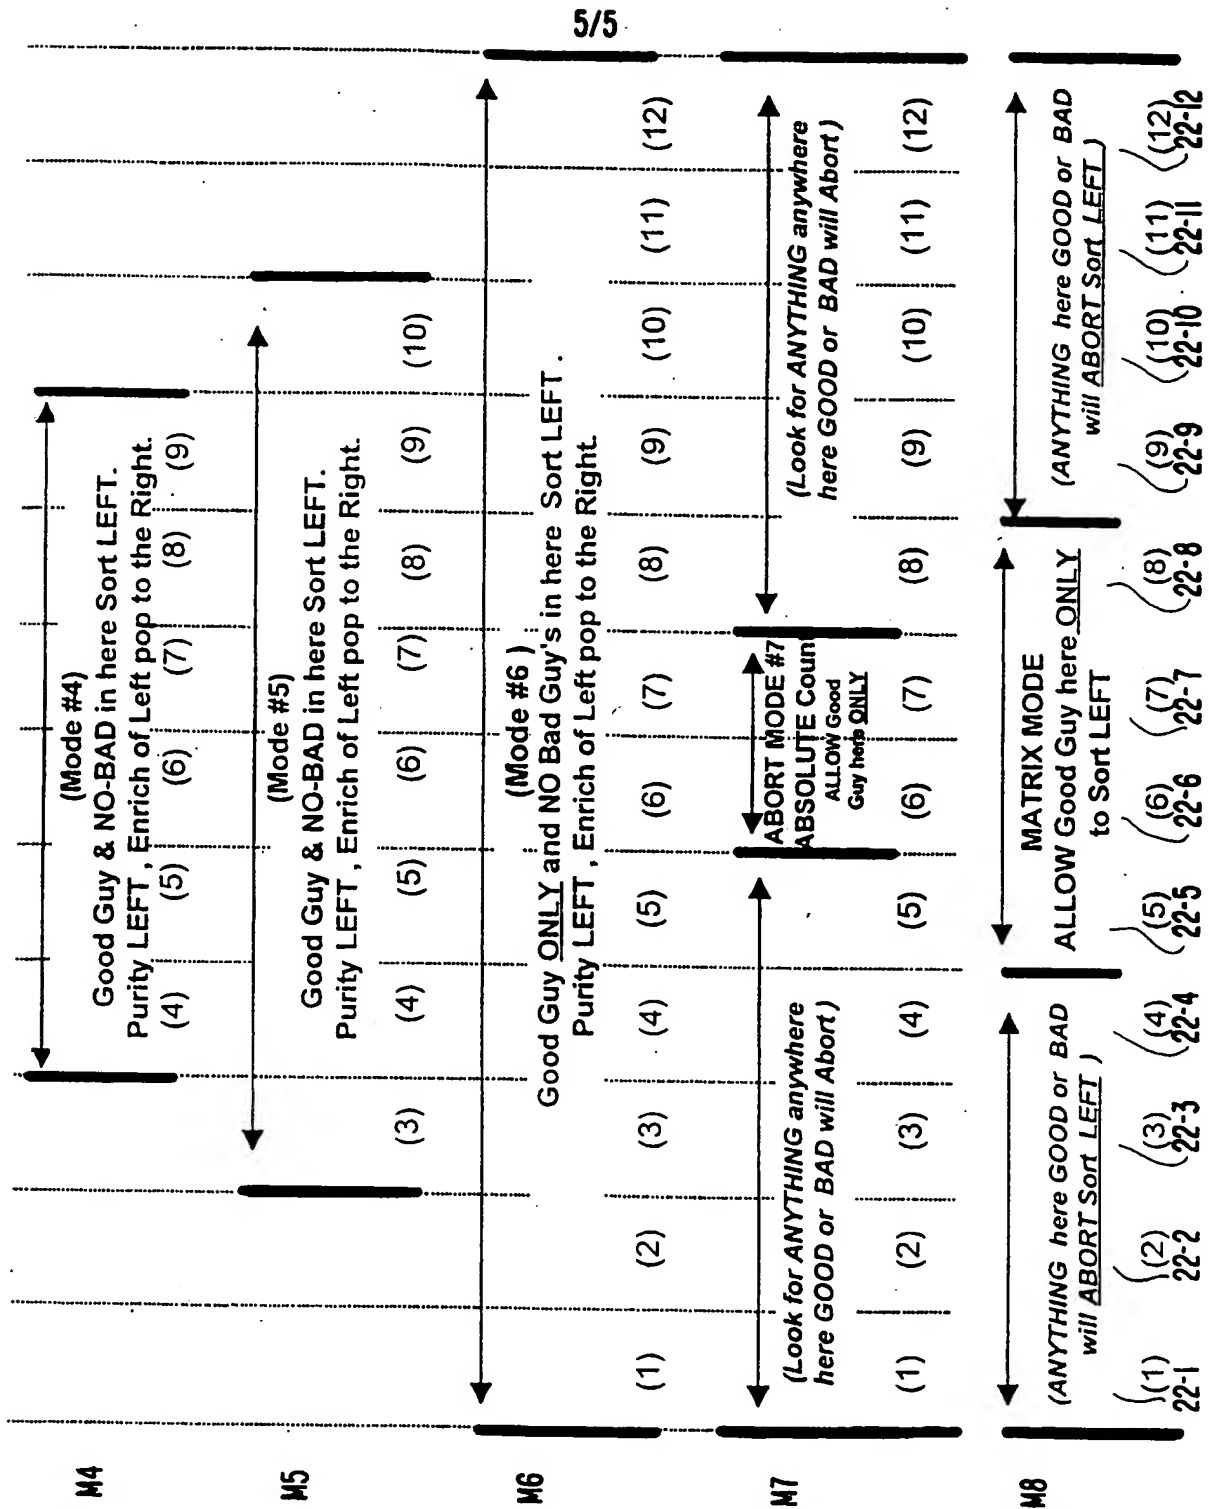 5/5
M4
(Mode #4)
Good Guy & NO-BAD in here Sort LEFT.
Purity LEFT , Enrich of Left pop to the Right.
(4) (5) (6) (7) (8) (9)
M5
(Mode #5)
Good Guy & NO-BAD in here Sort LEFT.
Purity LEFT , Enrich of Left pop to the Right.
(3) (4) (5) (6) (7) (8) (9) (10)
M6
(Mode #6 )
Good Guy ONLY and NO Bad Guy's in here Sort LEFT .
Purity LEFT , Enrich of Left pop to the Right.
(1) (2) (3) (4) (5) (6) (7) (8) (9) (10) (11) (12)
M7
(Look for ANYTHING anywhere
here GOOD or BAD will Abort)
ABORT MODE #7
ABSOLUTE Count
ALLOW Good
Guy here ONLY
(Look for ANYTHING anywhere
here GOOD or BAD will Abort )
(1) (2) (3) (4) (5) (6) (7) (8) (9) (10) (11) (12)
M8
(ANYTHING here GOOD or BAD
will ABORT Sort LEFT )
MATRIX MODE
ALLOW Good Guy here ONLY
to Sort LEFT
(ANYTHING here GOOD or BAD
will ABORT Sort LEFT )
(1) (2) (3) (4) (5) (6) (7) (8) (9) (10) (11) (12)
22-1 22-2 22-3 22-4 22-5 22-6 22-7 22-8 22-9 22-10 22-11 22-12